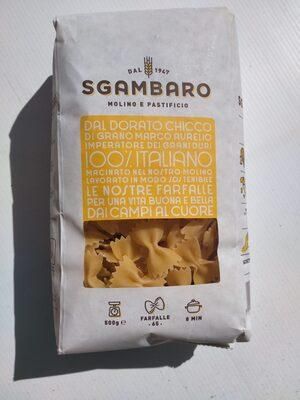 DAL 1947
SGAMBARO
MOLINO E PASTIFICIO
DAL DORATO CHICCO
DI GRANO MARCO AURELIO
IMPERATORE DEI GRANI DURI
100% ITALIANO
MACINATO NEL NOSTRO MOLINO
LAVORATO IN MODO SOSTENIBILE
LE NOSTRE FARFALLE
PER UNA VITA BUONA E BELLA
DAI CAMPI AL CUORE
500g e
FARFALLE
·65·
8 MIN